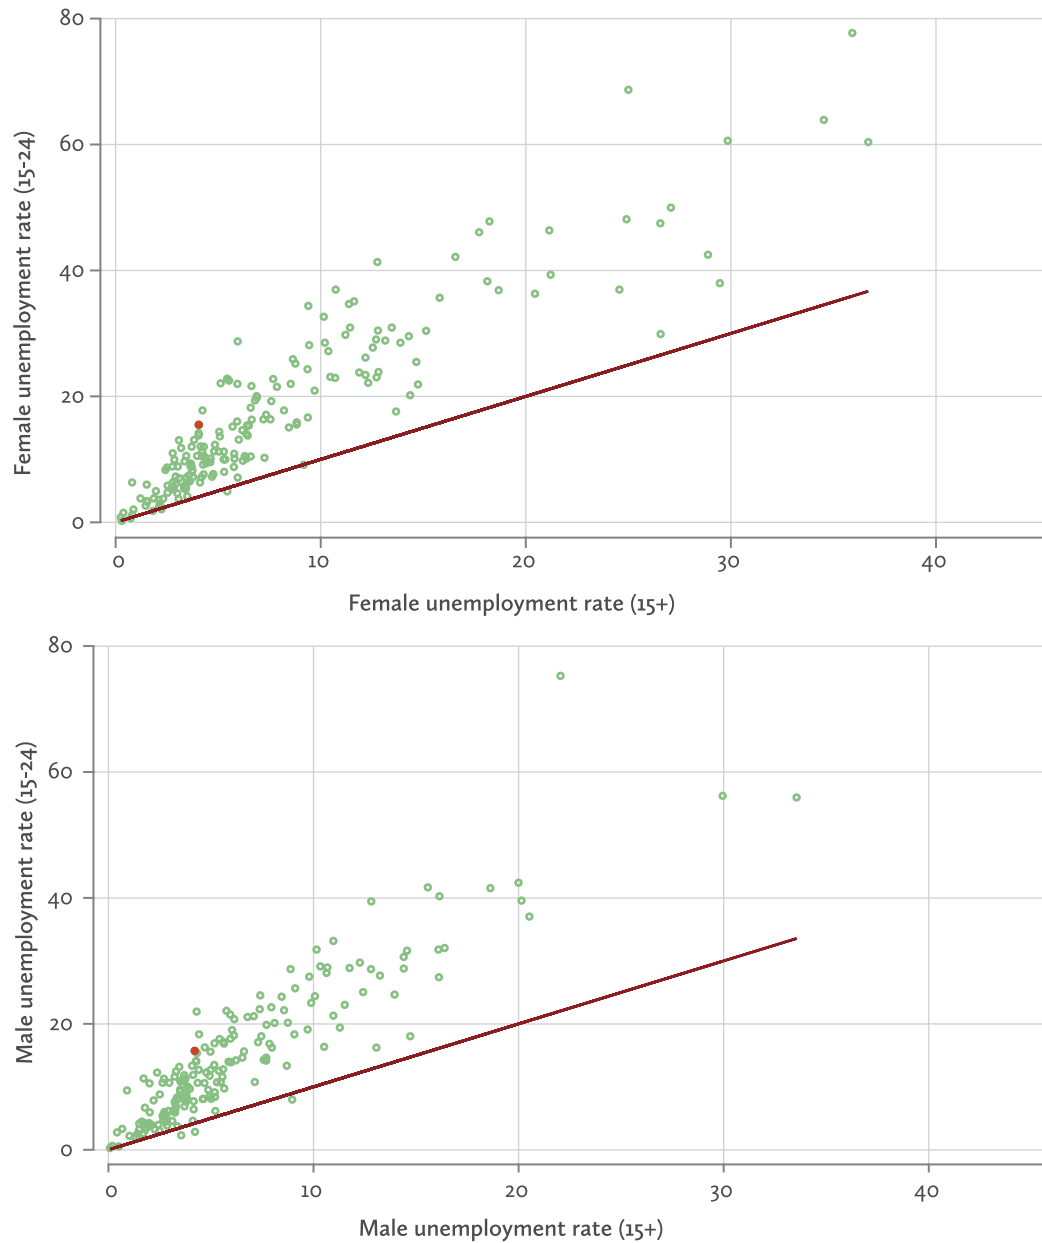 80
60
40
20
0
Female unemployment rate (15-24)
0 10 20 30 40
Female unemployment rate (15+)
80
60
40
20
0
Male unemployment rate (15-24)
0 10 20 30 40
Male unemployment rate (15+)